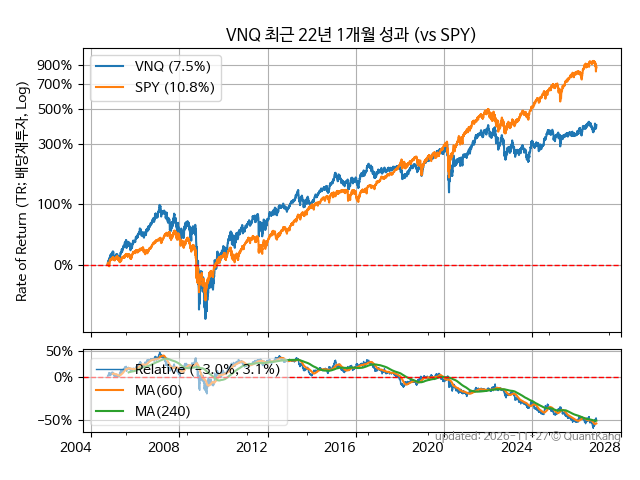 VNQ 최근 22년 1개월 성과 (vs SPY)
Rate of Return (TR: 배당재투자, Log)
900%
700%
500%
300%
100%
0%
VNQ (7.5%)
SPY (10.8%)
50%
0%
−50%
Relative (−3.0%, 3.1%)
MA(60)
MA(240)
2004 2008 2012 2016 2020 2024 2028
updated: 2026-11-27 © QuantKang